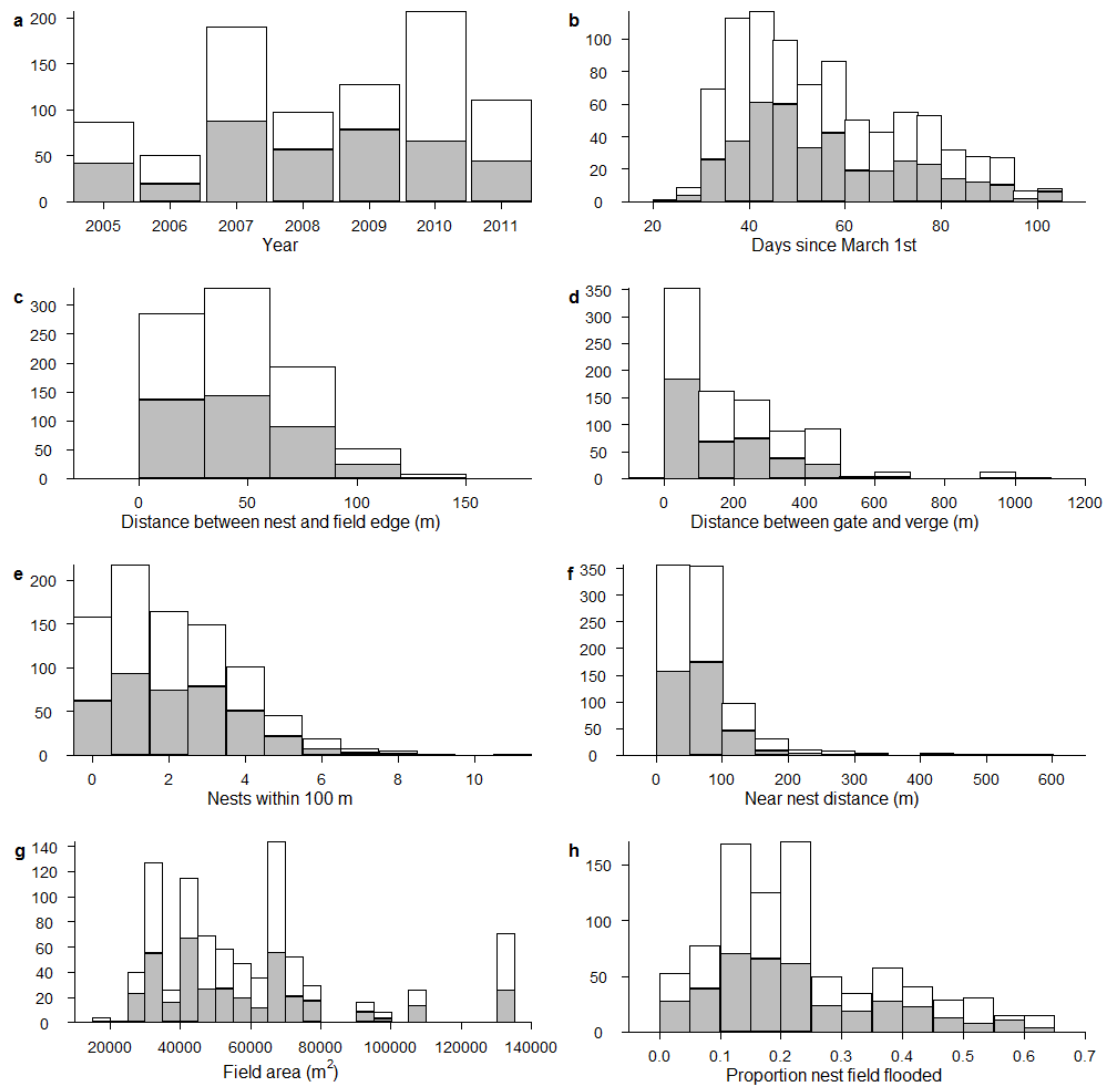 a
200
150
100
50
0
2005 2006 2007 2008 2009 2010 2011
Year
b
100
80
60
40
20
0
20 40 60 80 100
Days since March 1st
c
300
250
200
150
100
50
0
0 50 100 150
Distance between nest and field edge (m)
d
350
300
250
200
150
100
50
0
0 200 400 600 800 1000 1200
Distance between gate and verge (m)
e
200
150
100
50
0
0 2 4 6 8 10
Nests within 100 m
f
350
300
250
200
150
100
50
0
0 100 200 300 400 500 600
Near nest distance (m)
g
140
120
100
80
60
40
20
0
20000 40000 60000 80000 100000 120000 140000
Field area (m²)
h
150
100
50
0
0.0 0.1 0.2 0.3 0.4 0.5 0.6 0.7
Proportion nest field flooded